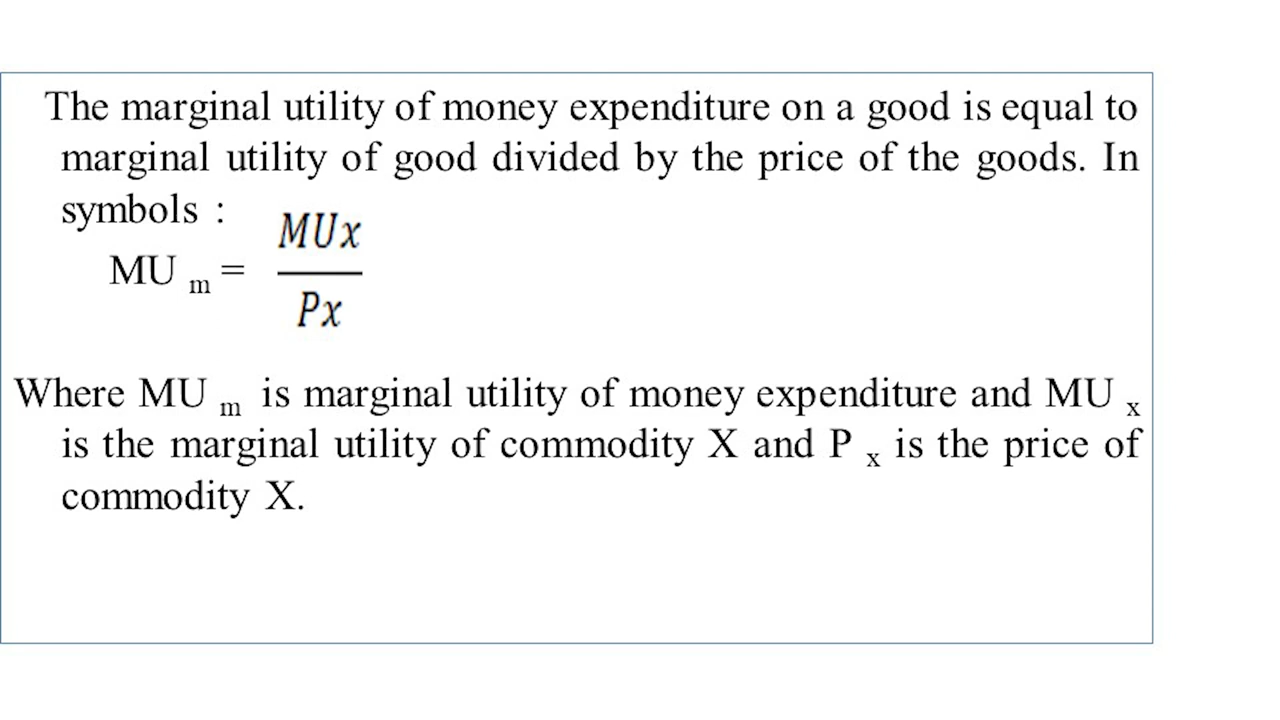 The marginal utility of money expenditure on a good is equal to
marginal utility of good divided by the price of the goods. In
symbols :
MU m = MUx / Px
Where MU m is marginal utility of money expenditure and MU x
is the marginal utility of commodity X and P x is the price of
commodity X.